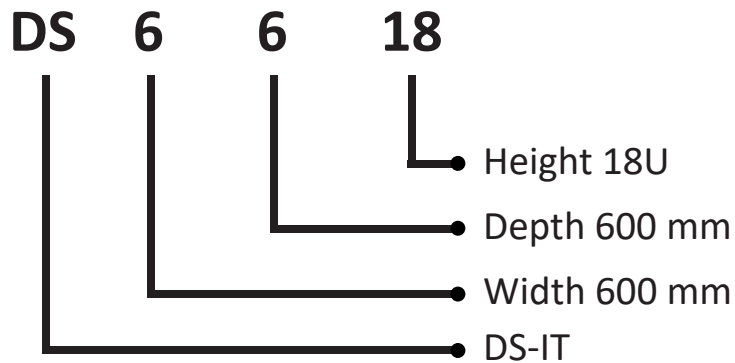 DS 6 6 18
Height 18U
Depth 600 mm
Width 600 mm
DS-IT